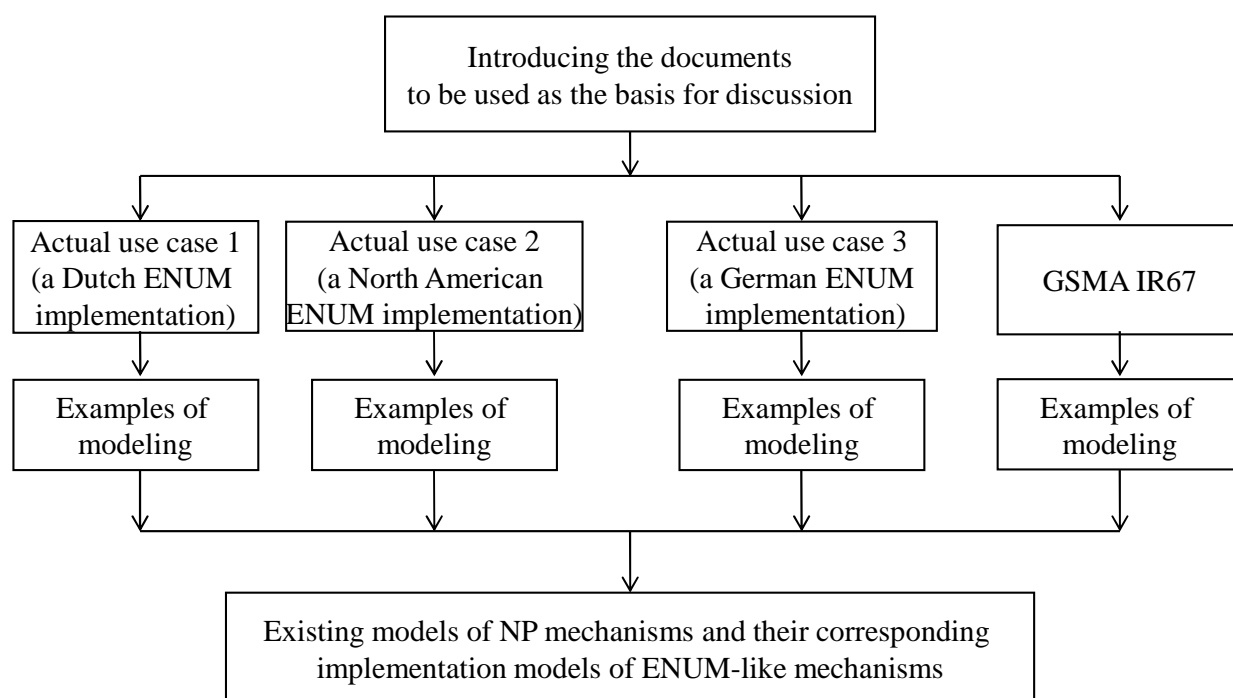 Introducing the documents
to be used as the basis for discussion
Actual use case 1
(a Dutch ENUM
implementation)
Actual use case 2
(a North American
ENUM implementation)
Actual use case 3
(a German ENUM
implementation)
GSMA IR67
Examples of
modeling
Examples of
modeling
Examples of
modeling
Examples of
modeling
Existing models of NP mechanisms and their corresponding
implementation models of ENUM-like mechanisms